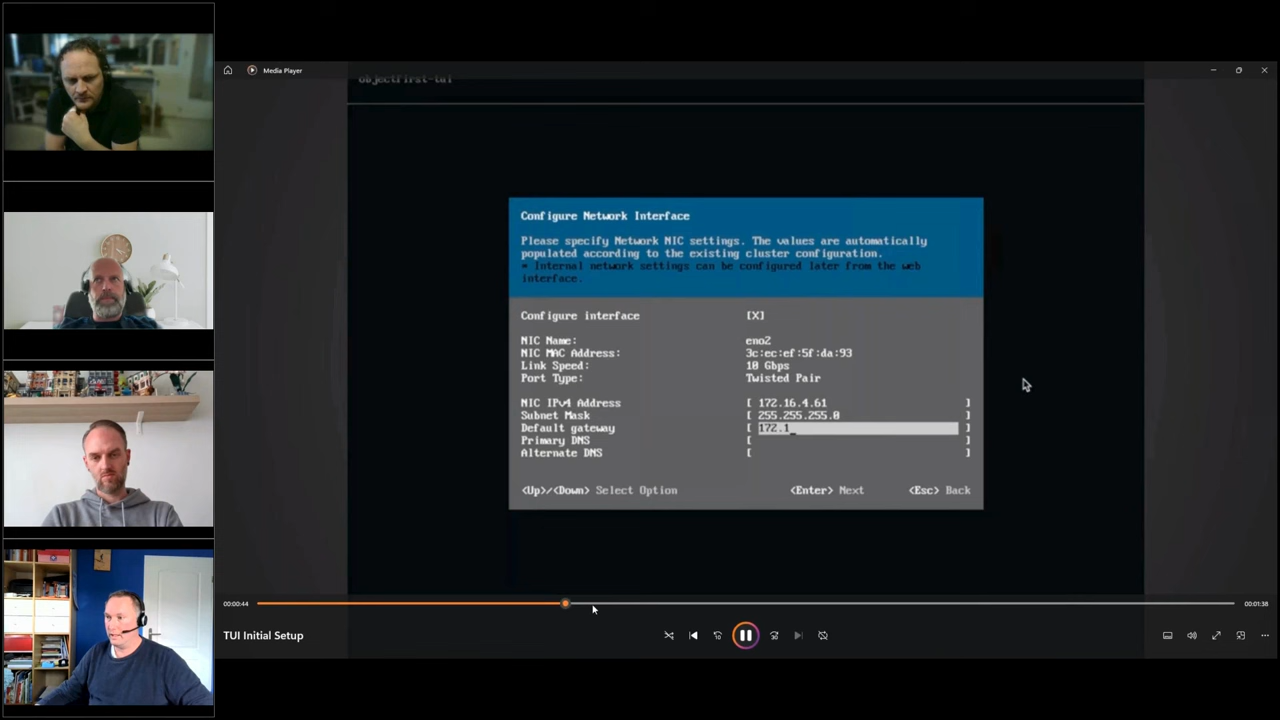 Media Player
objectfirst-tui
Configure Network Interface
Please specify Network NIC settings. The values are automatically
populated according to the existing cluster configuration.
* Internal network settings can be configured later from the web
interface.
Configure interface [X]
NIC Name: eno2
NIC MAC Address: 3c:ec:ef:5f:da:93
Link Speed: 10 Gbps
Port Type: Twisted Pair
NIC IPv4 Address [ 172.16.4.61 ]
Subnet Mask [ 255.255.255.0 ]
Default gateway [ 172.1_ ]
Primary DNS [ ]
Alternate DNS [ ]
<Up>/<Down> Select Option <Enter> Next <Esc> Back
00:00:44 00:01:38
TUI Initial Setup